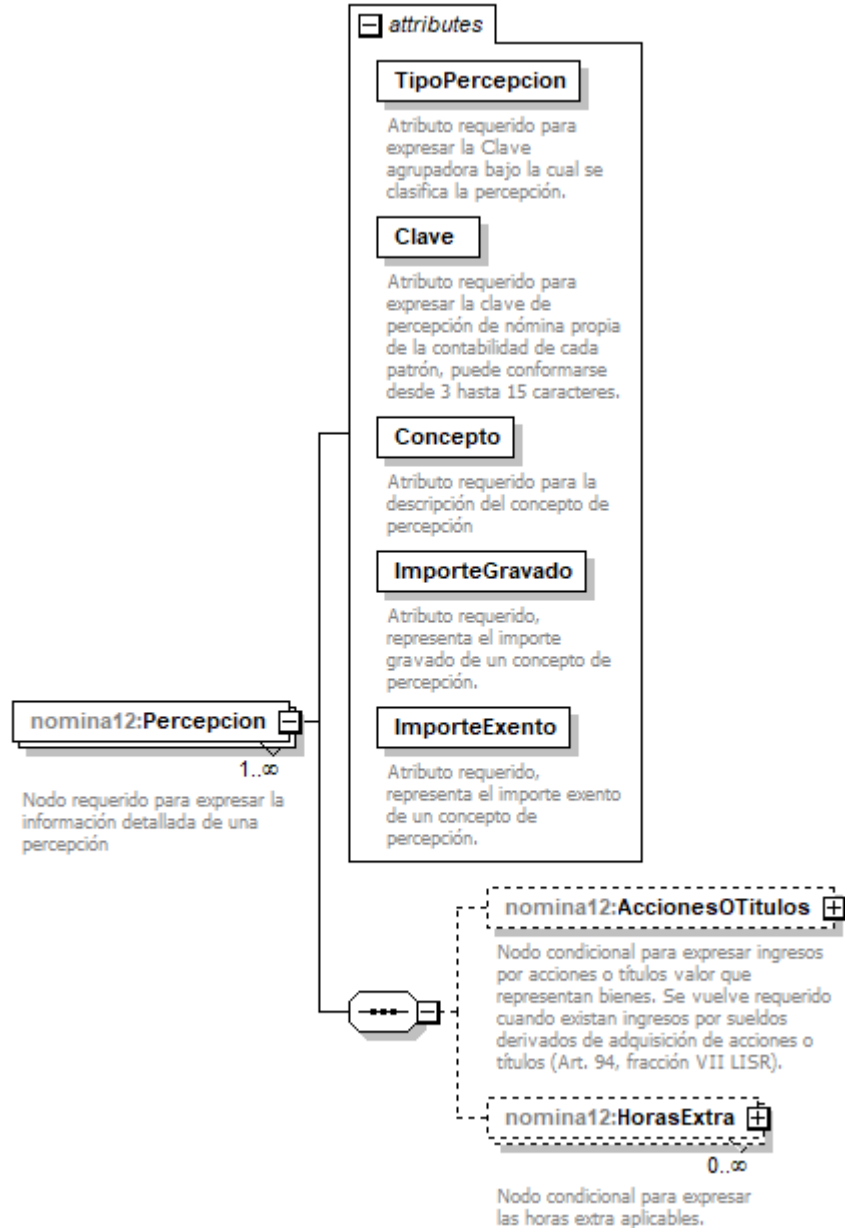 attributes
TipoPercepcion
Atributo requerido para
expresar la Clave
agrupadora bajo la cual se
clasifica la percepción.
Clave
Atributo requerido para
expresar la clave de
percepción de nómina propia
de la contabilidad de cada
patrón, puede conformarse
desde 3 hasta 15 caracteres.
Concepto
Atributo requerido para la
descripción del concepto de
percepción
ImporteGravado
Atributo requerido,
representa el importe
gravado de un concepto de
percepción.
ImporteExento
Atributo requerido,
representa el importe exento
de un concepto de
percepción.
nomina12:Percepcion
1..∞
Nodo requerido para expresar la
información detallada de una
percepción
nomina12:AccionesOTitulos
Nodo condicional para expresar ingresos
por acciones o títulos valor que
representan bienes. Se vuelve requerido
cuando existan ingresos por sueldos
derivados de adquisición de acciones o
títulos (Art. 94, fracción VII LISR).
nomina12:HorasExtra
0..∞
Nodo condicional para expresar
las horas extra aplicables.